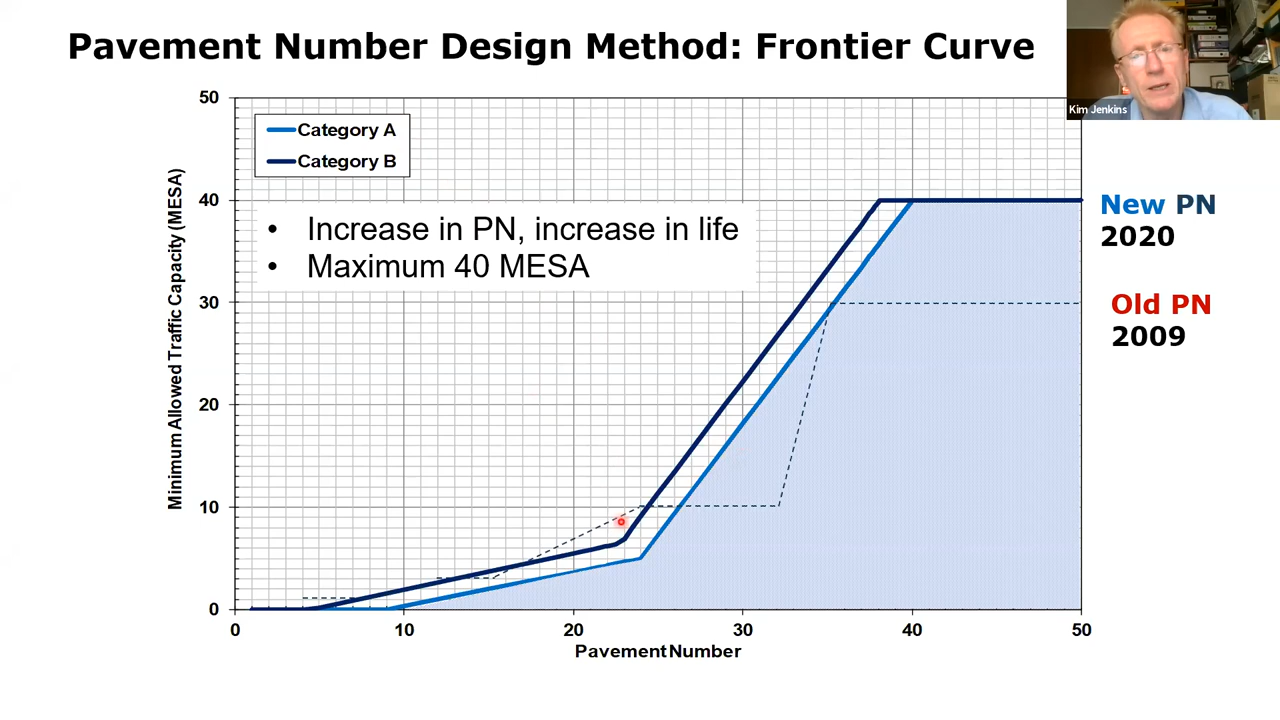 Pavement Number Design Method: Frontier Curve
Kim Jenkins
50
40
30
20
10
0
Minimum Allowed Traffic Capacity (MESA)
Category A
Category B
• Increase in PN, increase in life
• Maximum 40 MESA
New PN
2020
Old PN
2009
0 10 20 30 40 50
Pavement Number